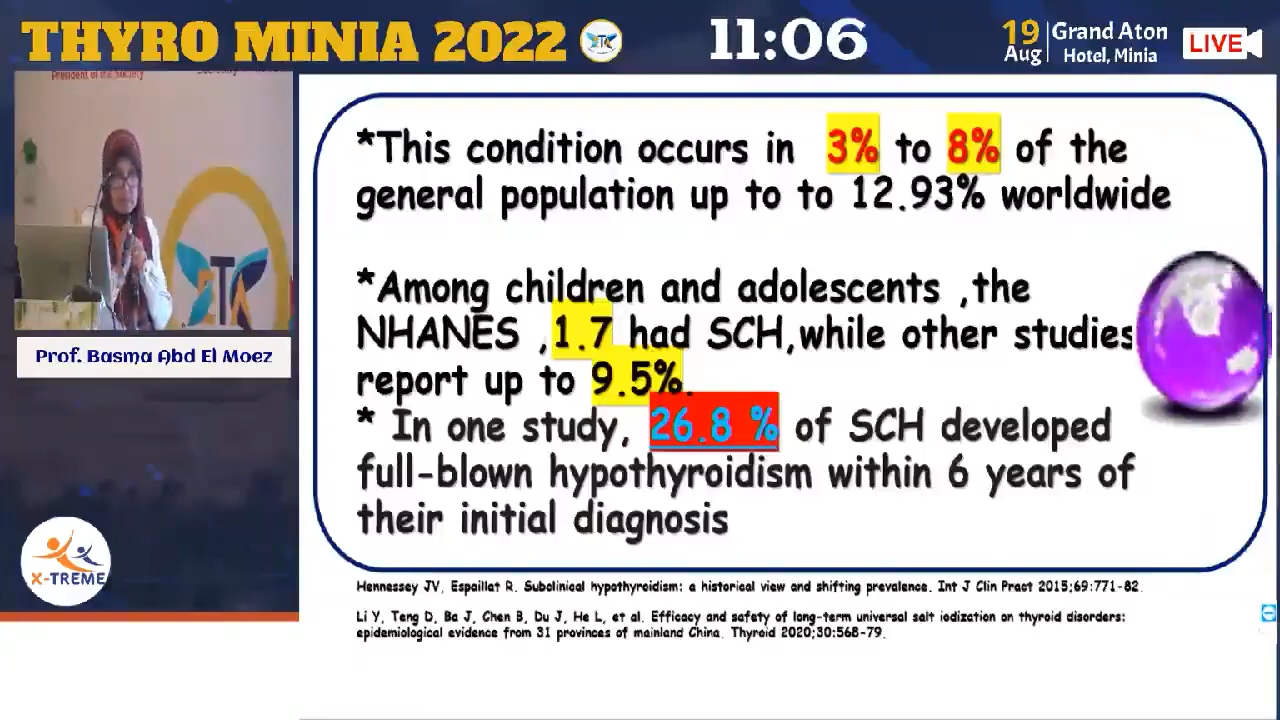 THYRO MINIA 2022
11:06
19
Aug
Grand Aton
Hotel, Minia
LIVE
President of the Society
Prof. Basma Abd El Moez
X-TREME
*This condition occurs in 3% to 8% of the
general population up to to 12.93% worldwide
*Among children and adolescents ,the
NHANES ,1.7 had SCH,while other studies
report up to 9.5%.
* In one study, 26.8 % of SCH developed
full-blown hypothyroidism within 6 years of
their initial diagnosis
Hennessey JV, Espaillat R. Subclinical hypothyroidism: a historical view and shifting prevalence. Int J Clin Pract 2015;69:771-82.
Li Y, Teng D, Ba J, Chen B, Du J, He L, et al. Efficacy and safety of long-term universal salt iodization on thyroid disorders:
epidemiological evidence from 31 provinces of mainland China. Thyroid 2020;30:568-79.